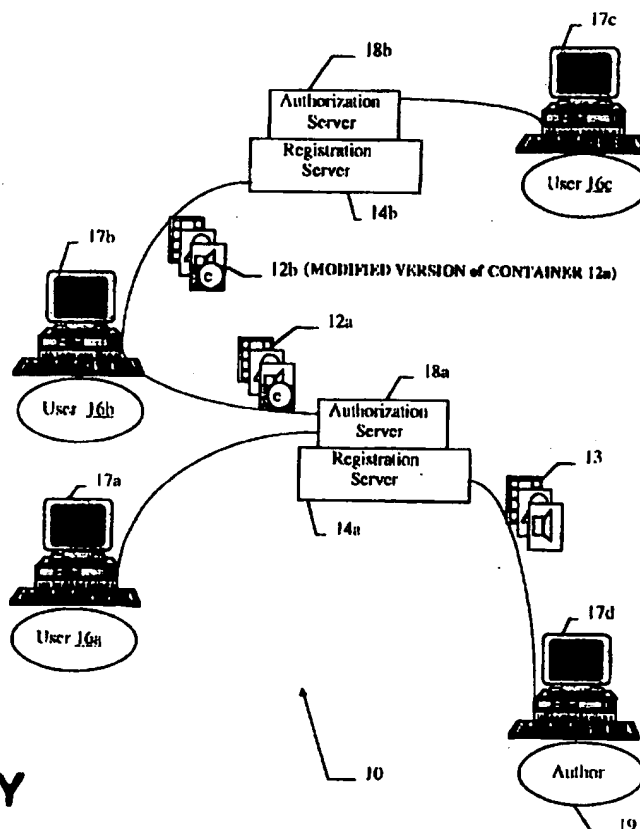 17c
18b
Authorization
Server
Registration
Server
User 16c
14b
17b
12b (MODIFIED VERSION of CONTAINER 12a)
12a
18a
User 16b
Authorization
Server
Registration
Server
13
17a
14a
17d
User 16a
10
Author
19
Y